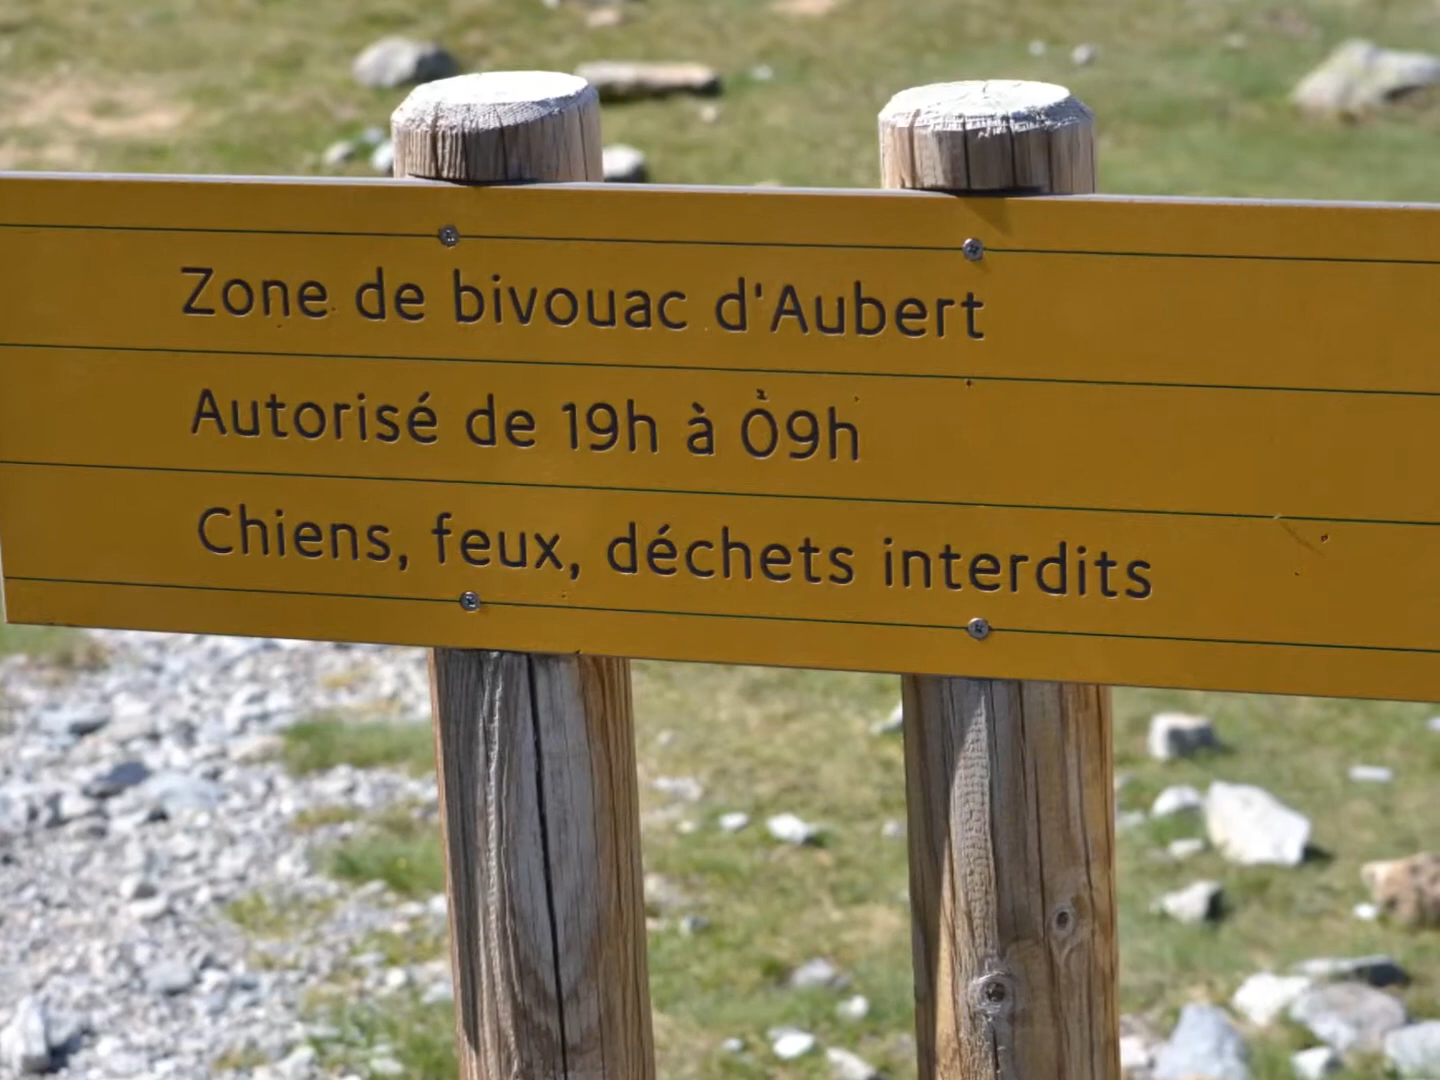 Zone de bivouac d'Aubert
Autorisé de 19h à 09h
Chiens, feux, déchets interdits